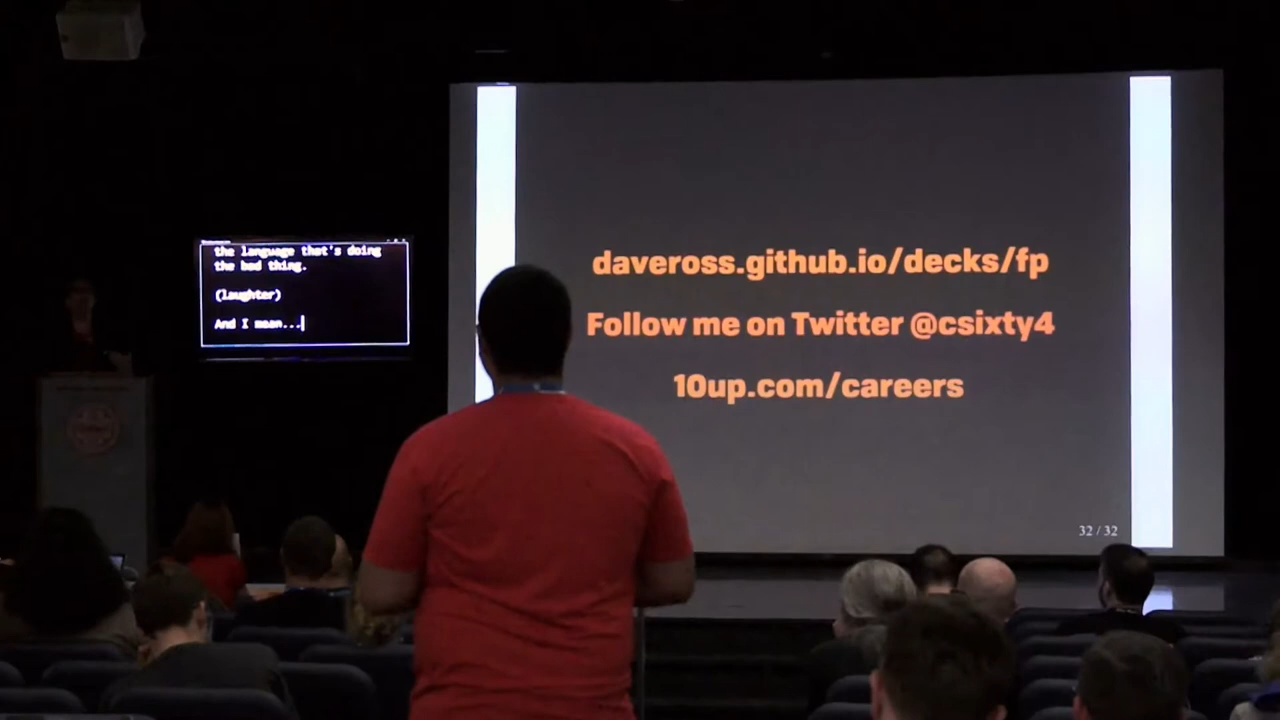 the language that's doing
the bad thing.
(laughter)
And I mean...
daveross.github.io/decks/fp
Follow me on Twitter @csixty4
10up.com/careers
32 / 32